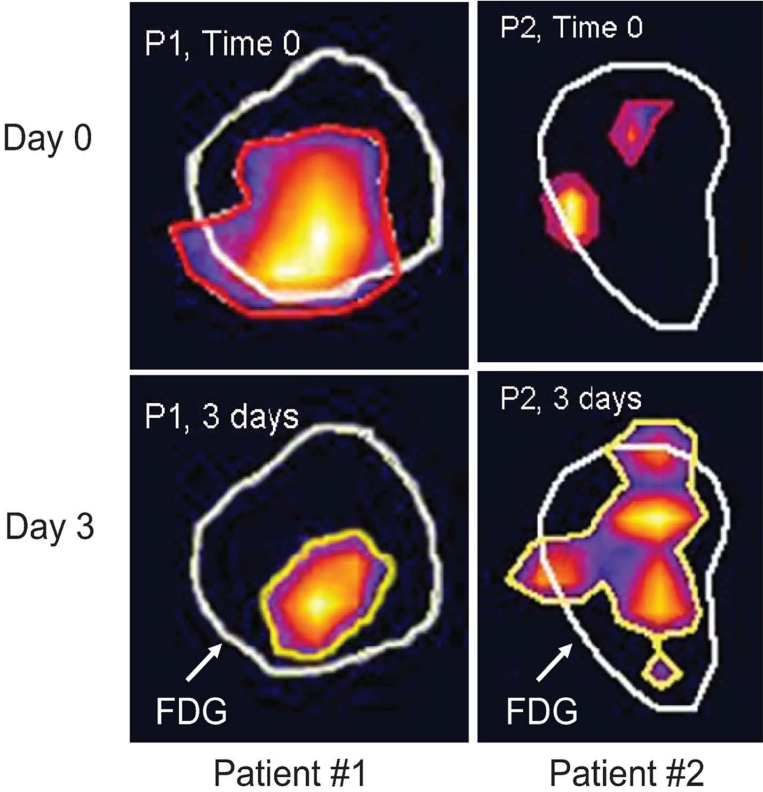 P1, Time 0
P2, Time 0
Day 0
P1, 3 days
P2, 3 days
Day 3
FDG
FDG
Patient #1
Patient #2